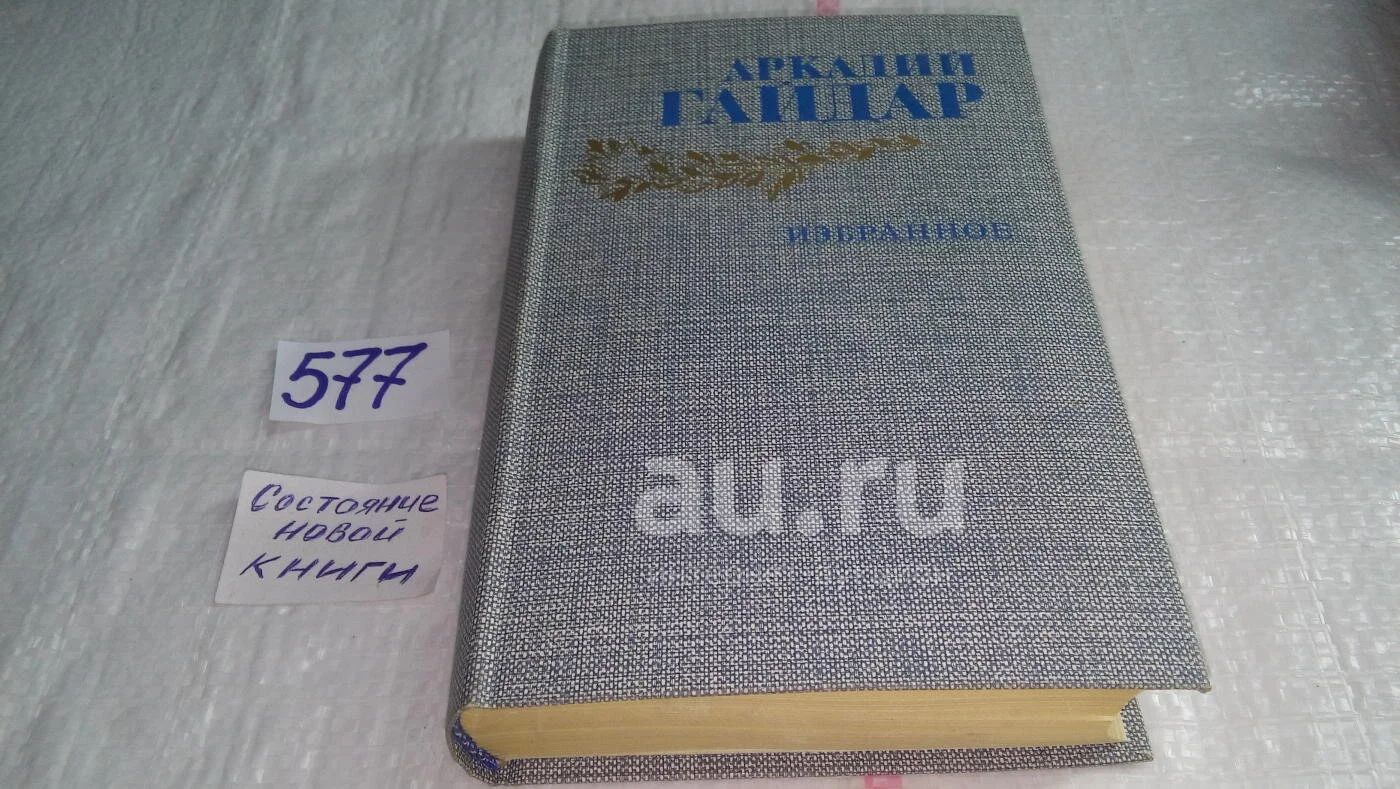 АРКАДИЙ
ГАЙДАР
ИЗБРАННОЕ
577
Состояние
новой
книги
au.ru